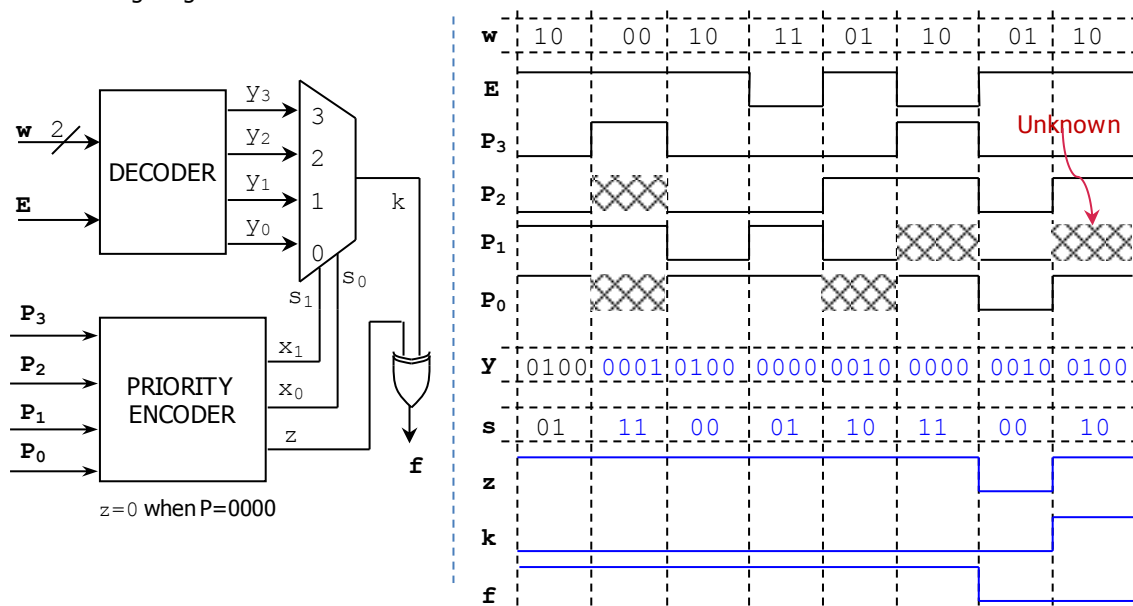 w 2
E
DECODER
y3
y2
y1
y0
3
2
1
0
s1
s0
k
P3
P2
P1
P0
PRIORITY
ENCODER
x1
x0
z
f
z=0 when P=0000
w 10 00 10 11 01 10 01 10
E
P3 Unknown
P2
P1
P0
y 0100 0001 0100 0000 0010 0000 0010 0100
s 01 11 00 01 10 11 00 10
z
k
f